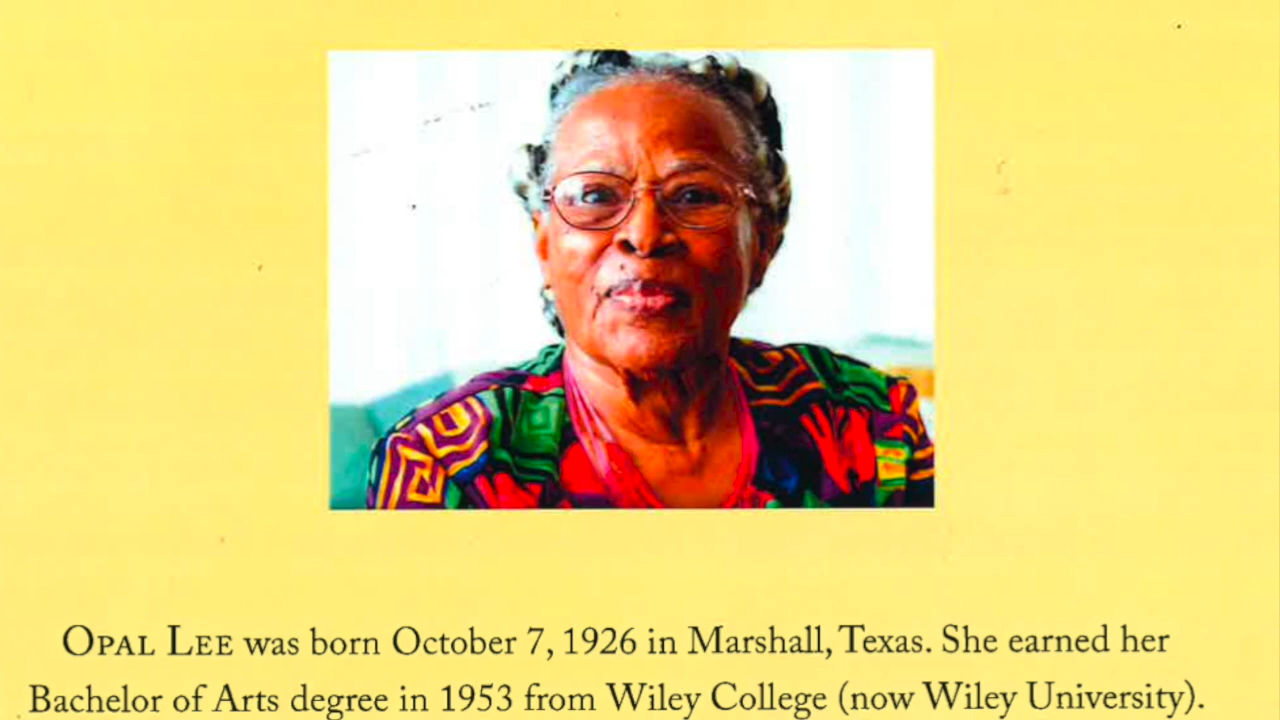 OPAL LEE was born October 7, 1926 in Marshall, Texas. She earned her
Bachelor of Arts degree in 1953 from Wiley College (now Wiley University).